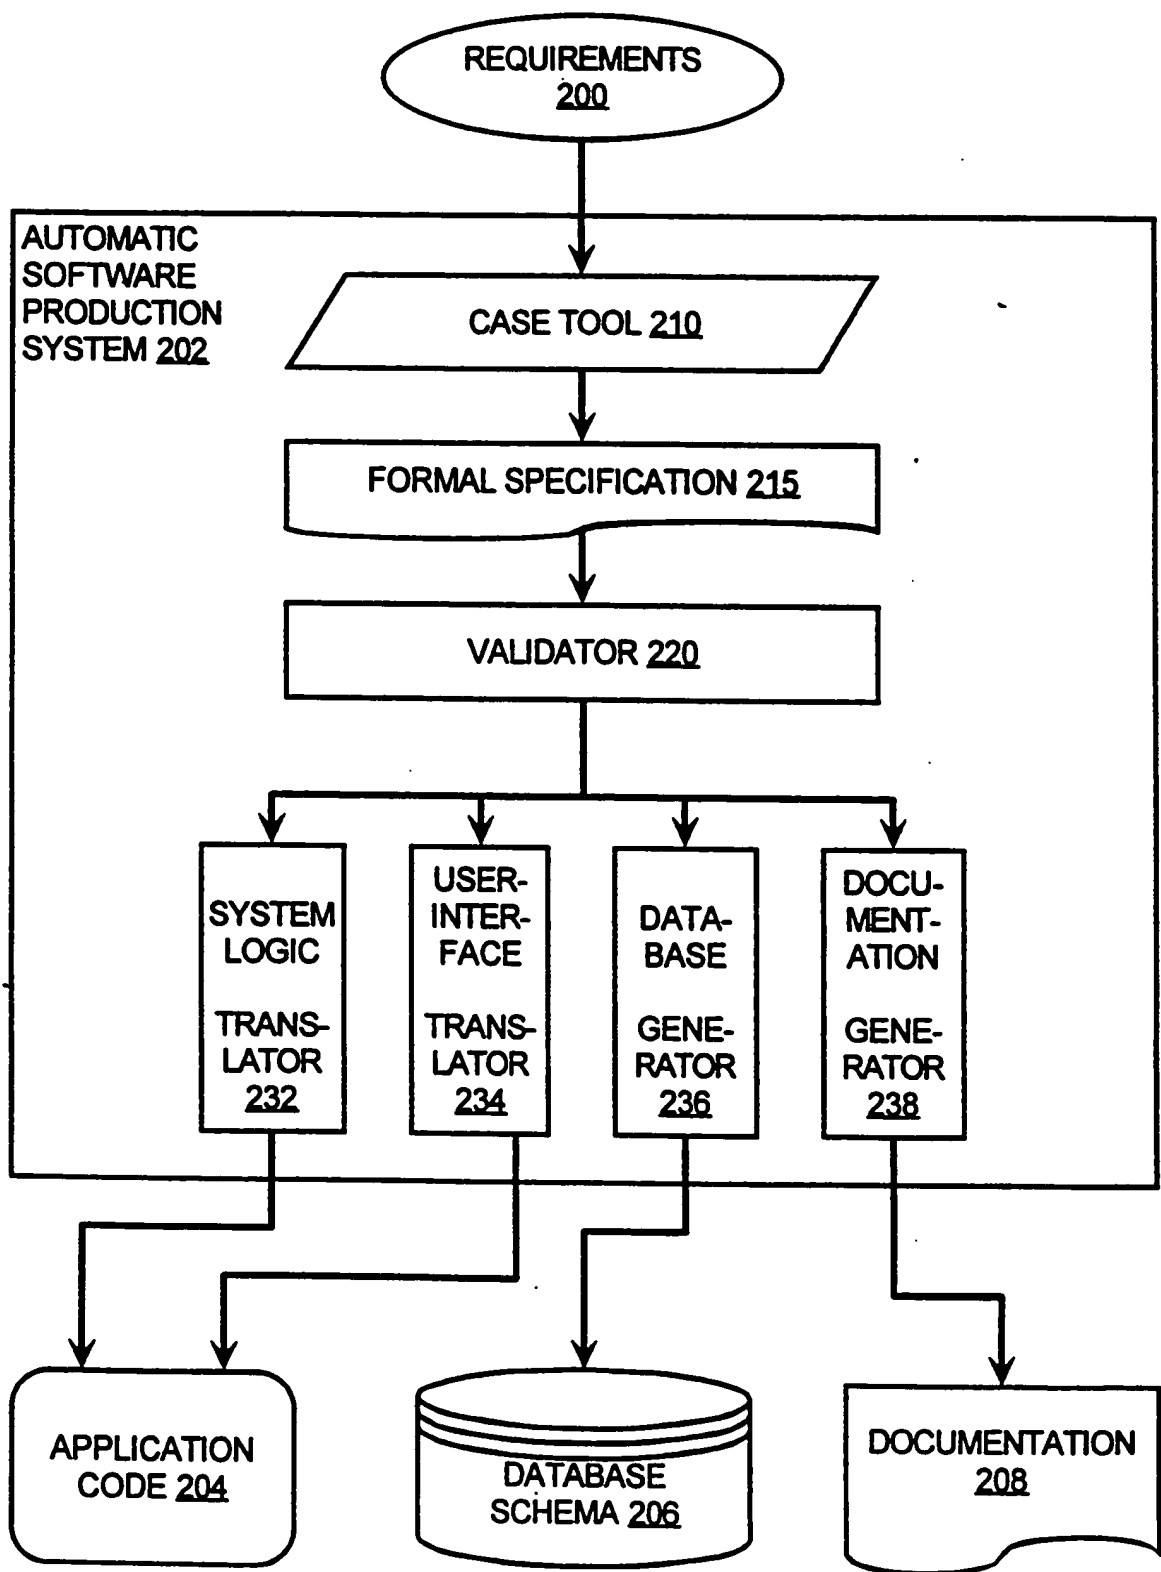 REQUIREMENTS
200
AUTOMATIC
SOFTWARE
PRODUCTION
SYSTEM 202
CASE TOOL 210
FORMAL SPECIFICATION 215
VALIDATOR 220
SYSTEM
LOGIC
TRANS-
LATOR
232
USER-
INTER-
FACE
TRANS-
LATOR
234
DATA-
BASE
GENE-
RATOR
236
DOCU-
MENT-
ATION
GENE-
RATOR
238
APPLICATION
CODE 204
DATABASE
SCHEMA 206
DOCUMENTATION
208